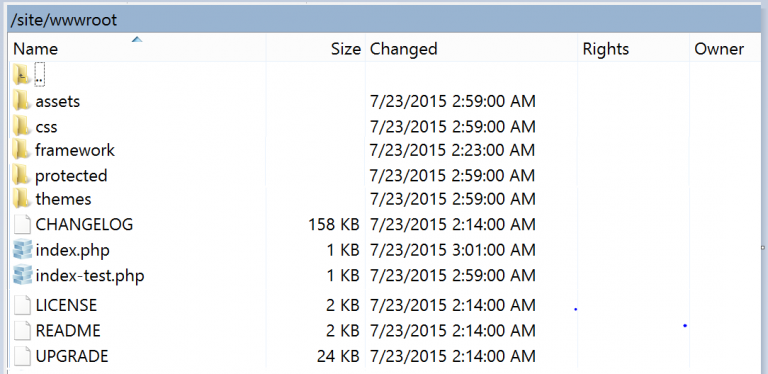 /site/wwwroot
Name Size Changed Rights Owner
..
assets 7/23/2015 2:59:00 AM
css 7/23/2015 2:59:00 AM
framework 7/23/2015 2:23:00 AM
protected 7/23/2015 2:59:00 AM
themes 7/23/2015 2:59:00 AM
CHANGELOG 158 KB 7/23/2015 2:14:00 AM
index.php 1 KB 7/23/2015 3:01:00 AM
index-test.php 1 KB 7/23/2015 2:59:00 AM
LICENSE 2 KB 7/23/2015 2:14:00 AM
README 2 KB 7/23/2015 2:14:00 AM
UPGRADE 24 KB 7/23/2015 2:14:00 AM